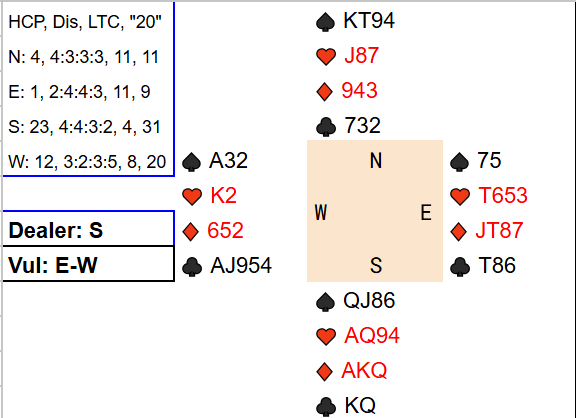 HCP, Dis, LTC, "20"
N: 4, 4:3:3:3, 11, 11
E: 1, 2:4:4:3, 11, 9
S: 23, 4:4:3:2, 4, 31
W: 12, 3:2:3:5, 8, 20
Dealer: S
Vul: E-W
♠ KT94
♥ J87
♦ 943
♣ 732
♠ A32
♥ K2
♦ 652
♣ AJ954
N
W E
S
♠ 75
♥ T653
♦ JT87
♣ T86
♠ QJ86
♥ AQ94
♦ AKQ
♣ KQ